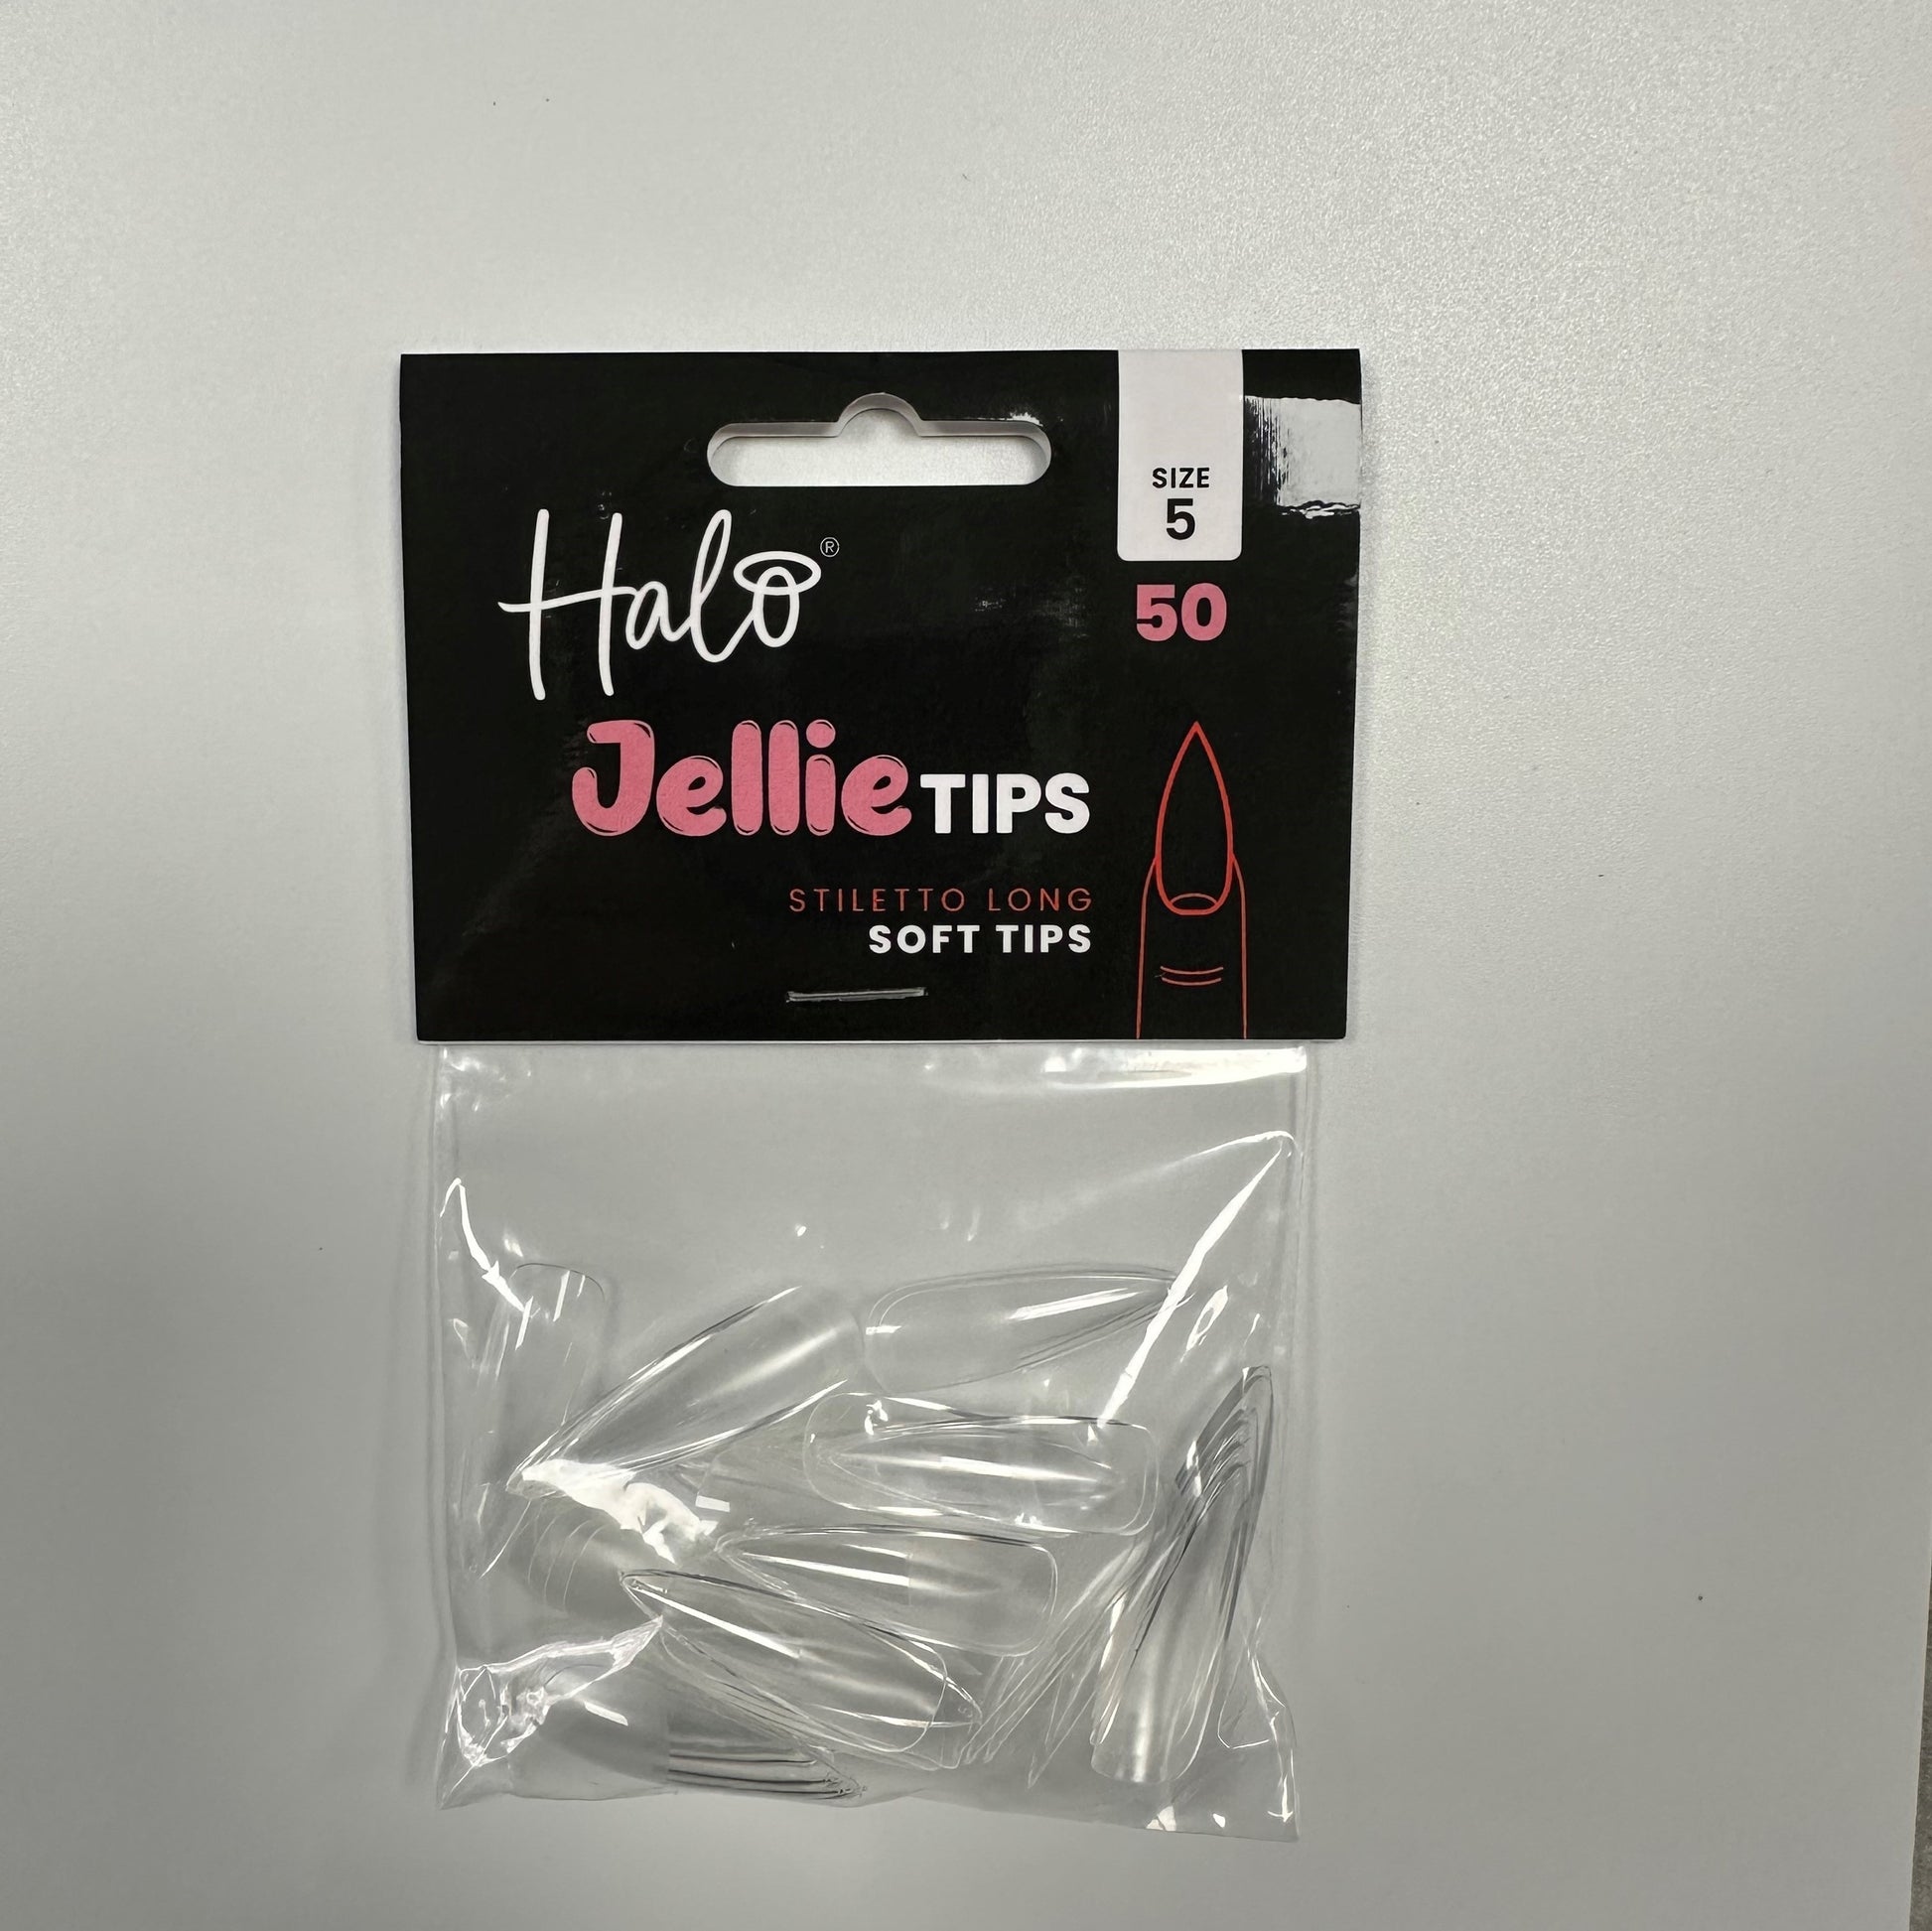 SIZE
5
50
Halo®
Jellie TIPS
STILETTO LONG
SOFT TIPS